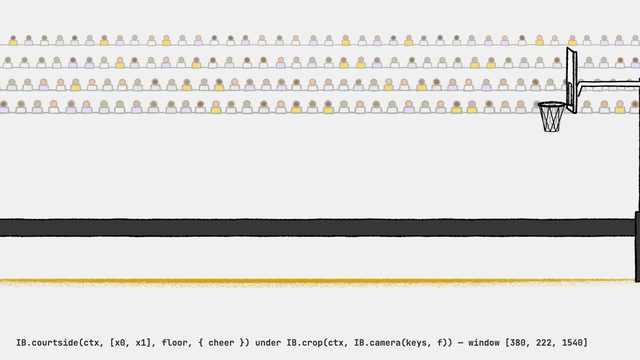 IB.courtside(ctx, [x0, x1], floor, { cheer }) under IB.crop(ctx, IB.camera(keys, f)) — window [380, 222, 1540]